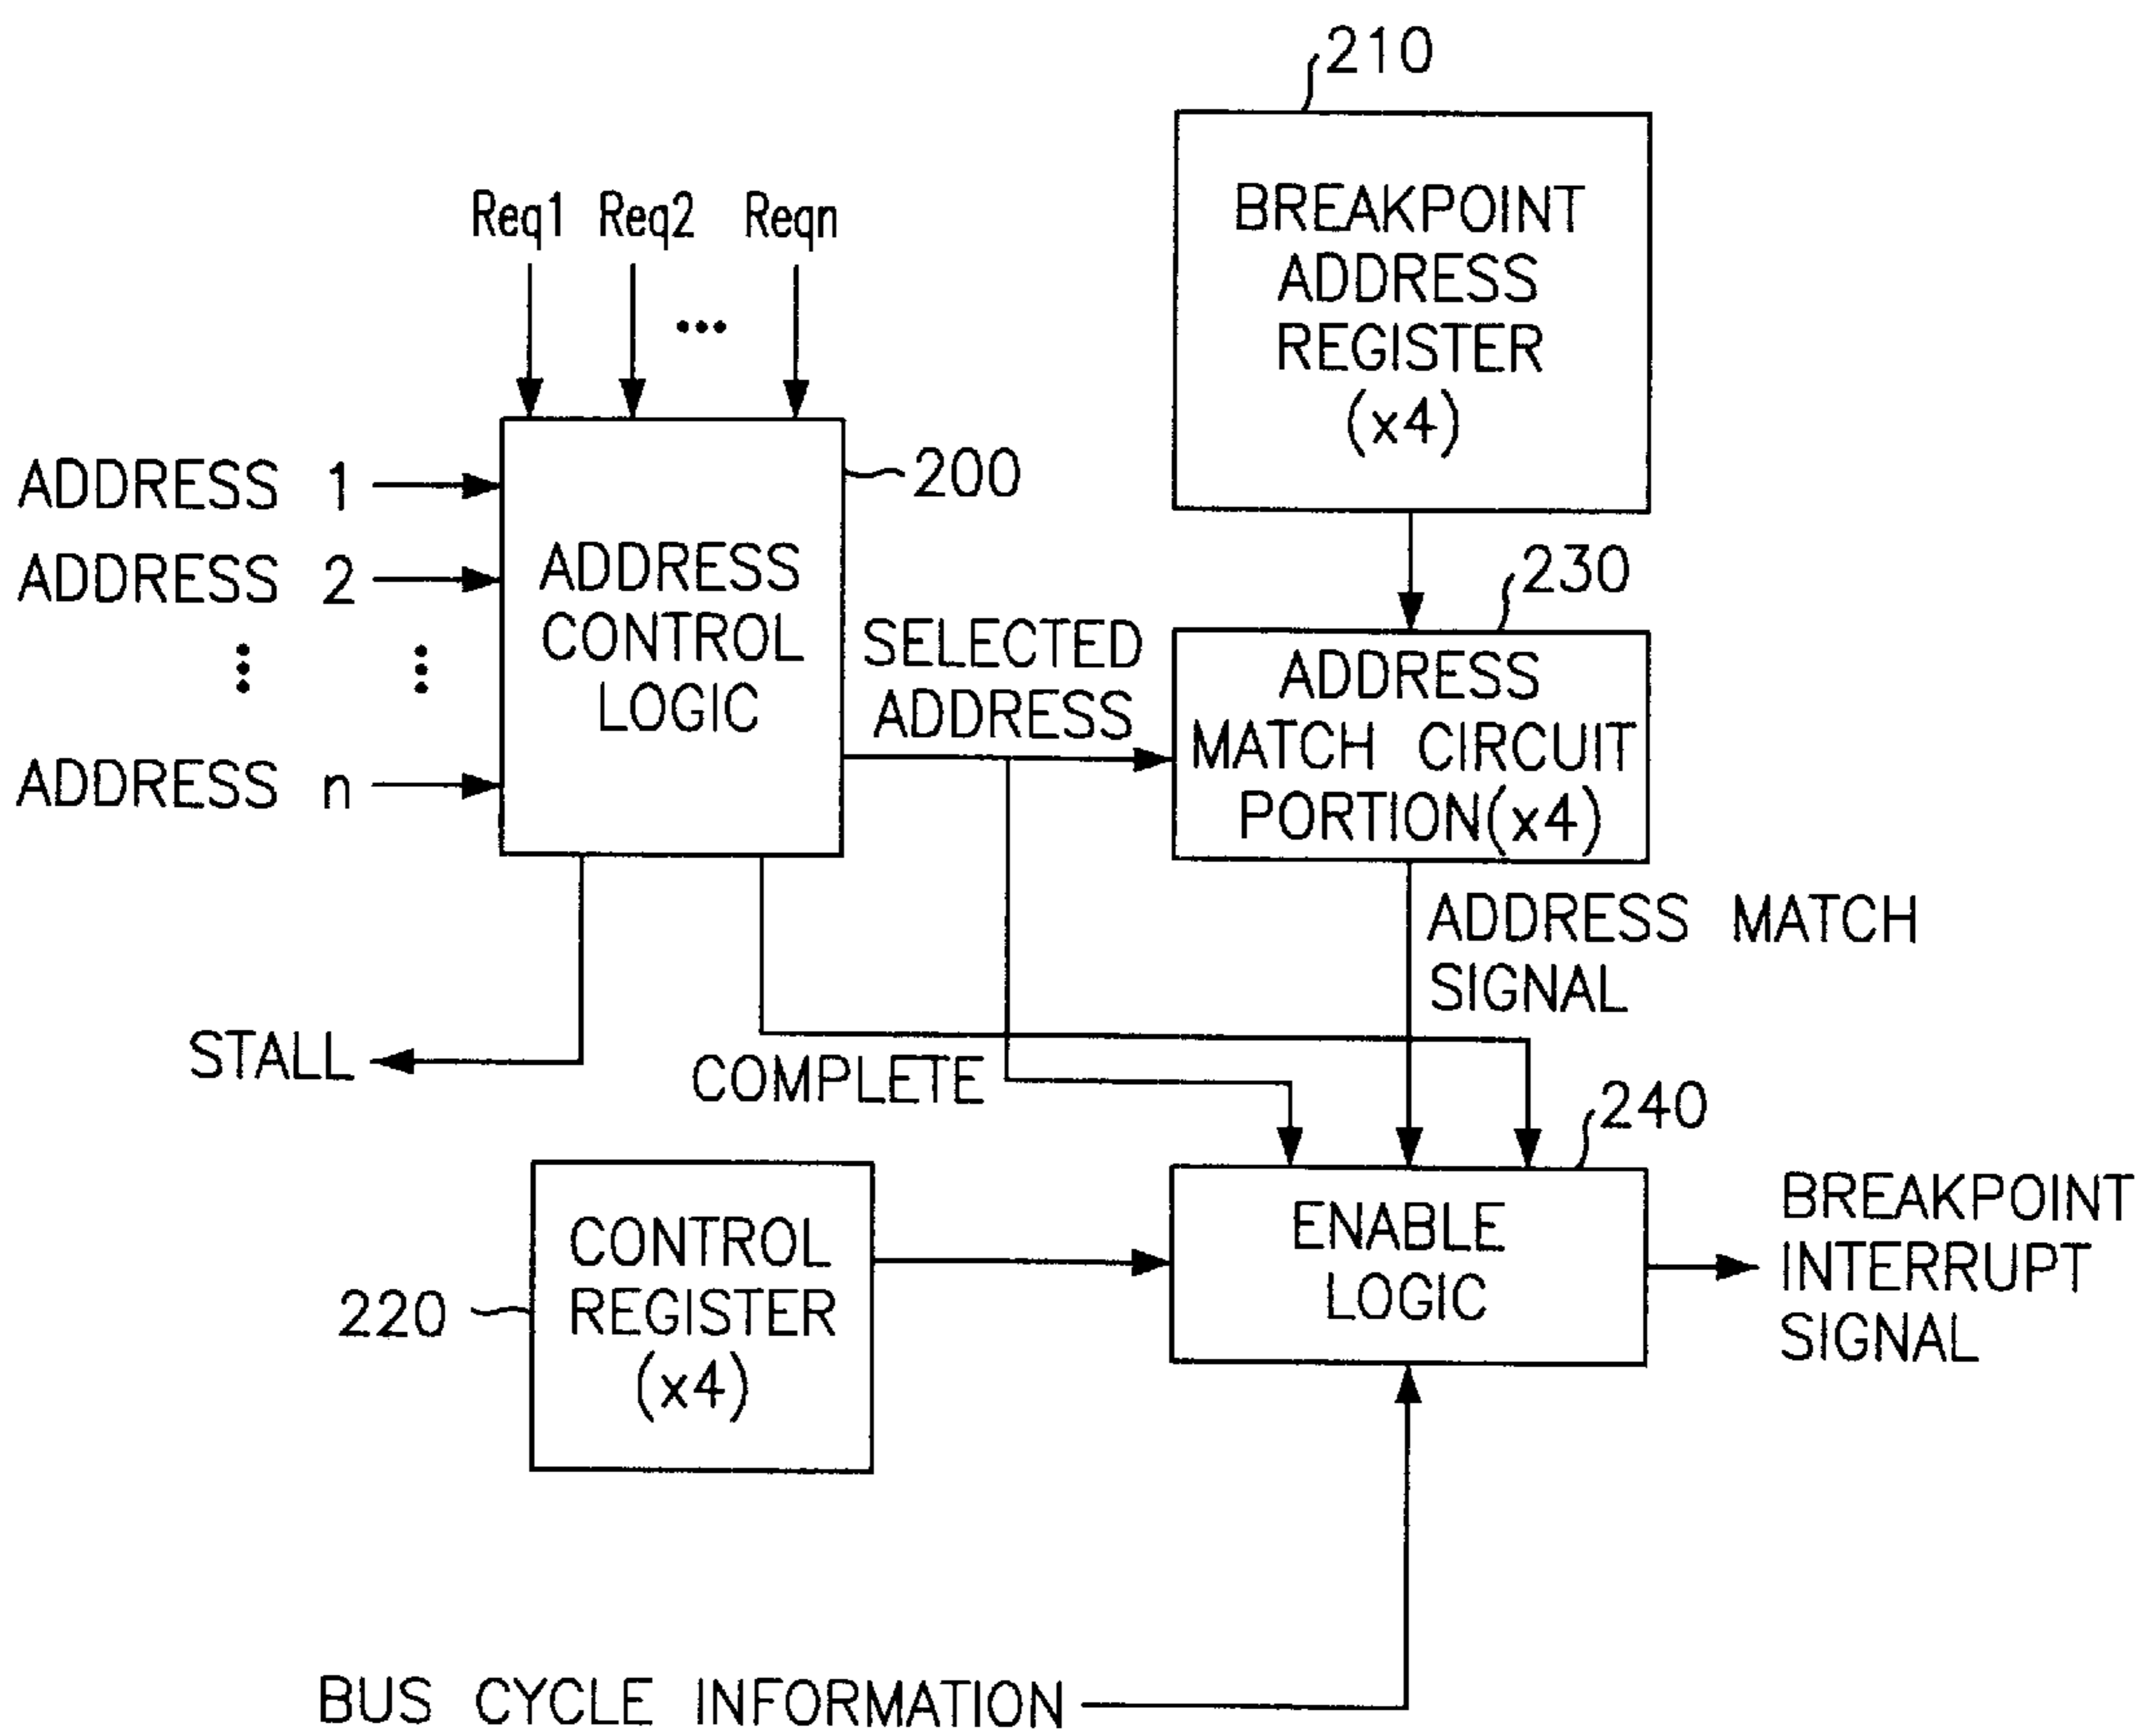 210
BREAKPOINT
ADDRESS
REGISTER
(x4)
Req1 Req2 ... Reqn
ADDRESS 1
ADDRESS 2
ADDRESS n
200
ADDRESS
CONTROL
LOGIC
SELECTED
ADDRESS
230
ADDRESS
MATCH CIRCUIT
PORTION(x4)
ADDRESS MATCH
SIGNAL
STALL
COMPLETE
240
CONTROL
REGISTER
(x4)
220
ENABLE
LOGIC
BREAKPOINT
INTERRUPT
SIGNAL
BUS CYCLE INFORMATION